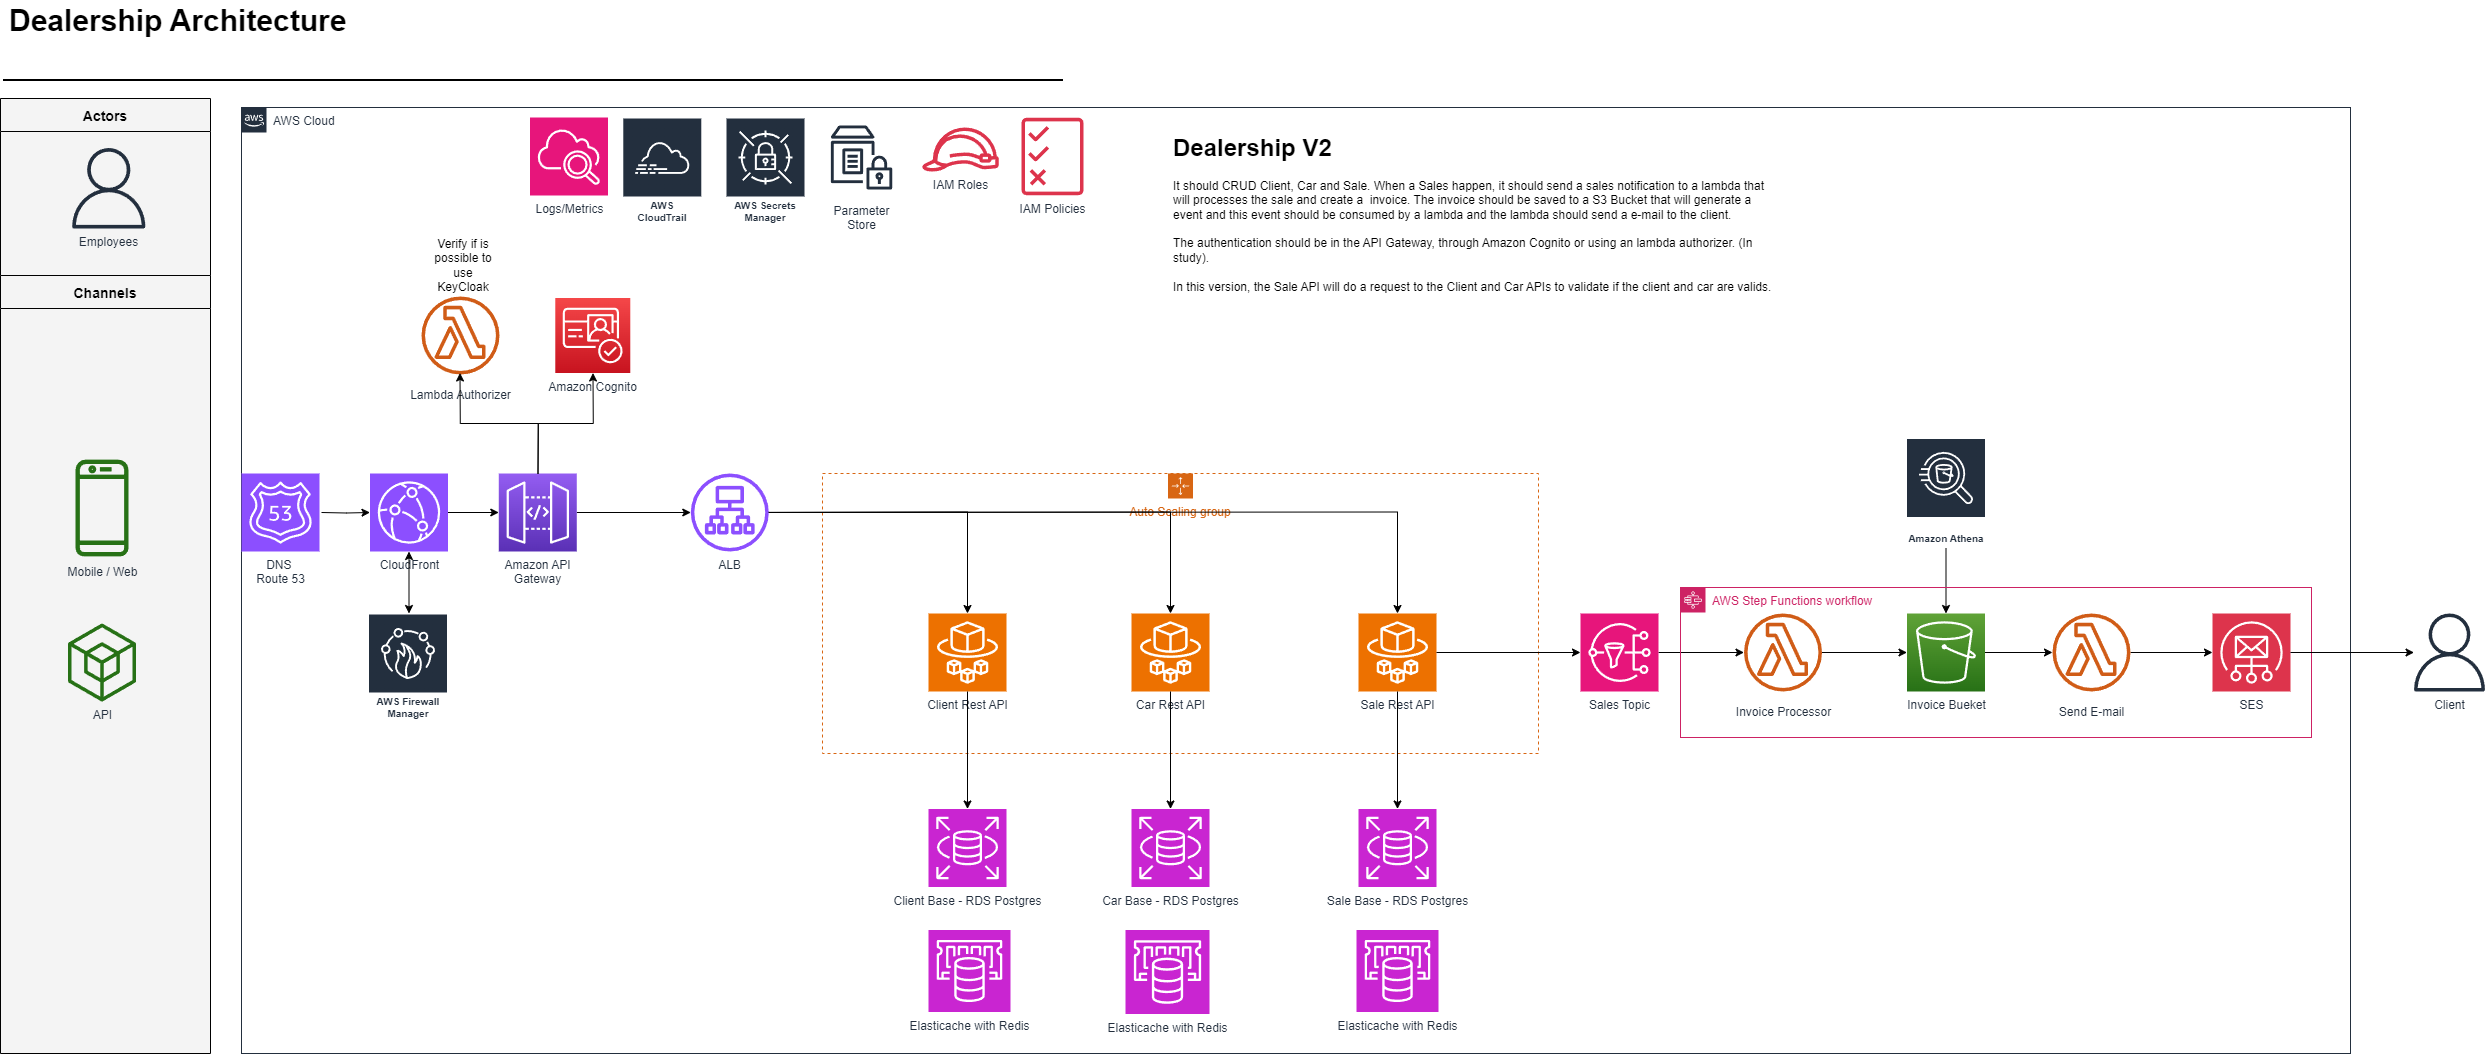 Dealership Architecture
Actors
Employees
Channels
Mobile / Web
API
aws
AWS Cloud
Logs/Metrics
AWS
CloudTrail
AWS Secrets
Manager
Parameter
Store
IAM Roles
IAM Policies
Dealership V2
It should CRUD Client, Car and Sale. When a Sales happen, it should send a sales notification to a lambda that
will processes the sale and create a  invoice. The invoice should be saved to a S3 Bucket that will generate a
event and this event should be consumed by a lambda and the lambda should send a e-mail to the client.
The authentication should be in the API Gateway, through Amazon Cognito or using an lambda authorizer. (In
study).
In this version, the Sale API will do a request to the Client and Car APIs to validate if the client and car are valids.
Verify if is
possible to
use
KeyCloak
Lambda Authorizer
Amazon Cognito
53
DNS
Route 53
CloudFront
</>
Amazon API
Gateway
ALB
AWS Firewall
Manager
Auto Scaling group
Client Rest API
Car Rest API
Sale Rest API
Sales Topic
Amazon Athena
AWS Step Functions workflow
Invoice Processor
Invoice Bueket
Send E-mail
SES
Client
Client Base - RDS Postgres
Car Base - RDS Postgres
Sale Base - RDS Postgres
Elasticache with Redis
Elasticache with Redis
Elasticache with Redis